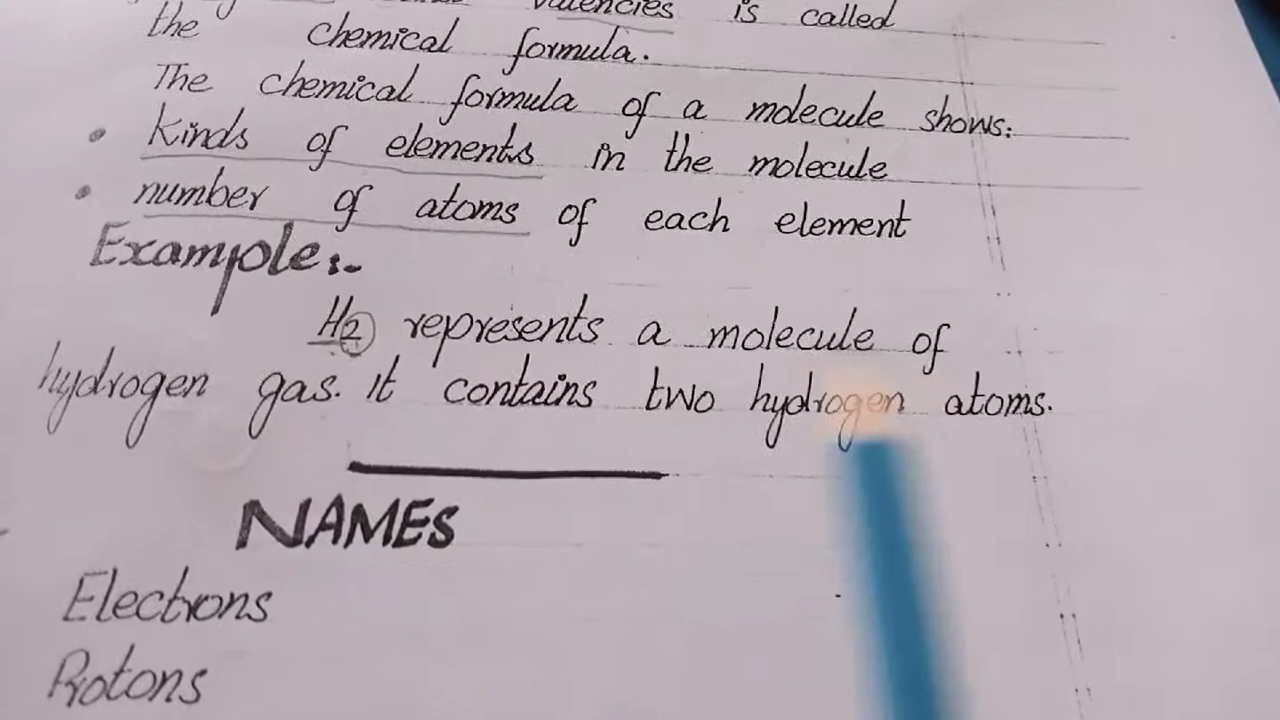 valencies is called
the chemical formula.
The chemical formula of a molecule shows:
• kinds of elements in the molecule
• number of atoms of each element
Example:-
H2 represents a molecule of
hydrogen gas. it contains two hydrogen atoms.
NAMES
Electrons
Protons